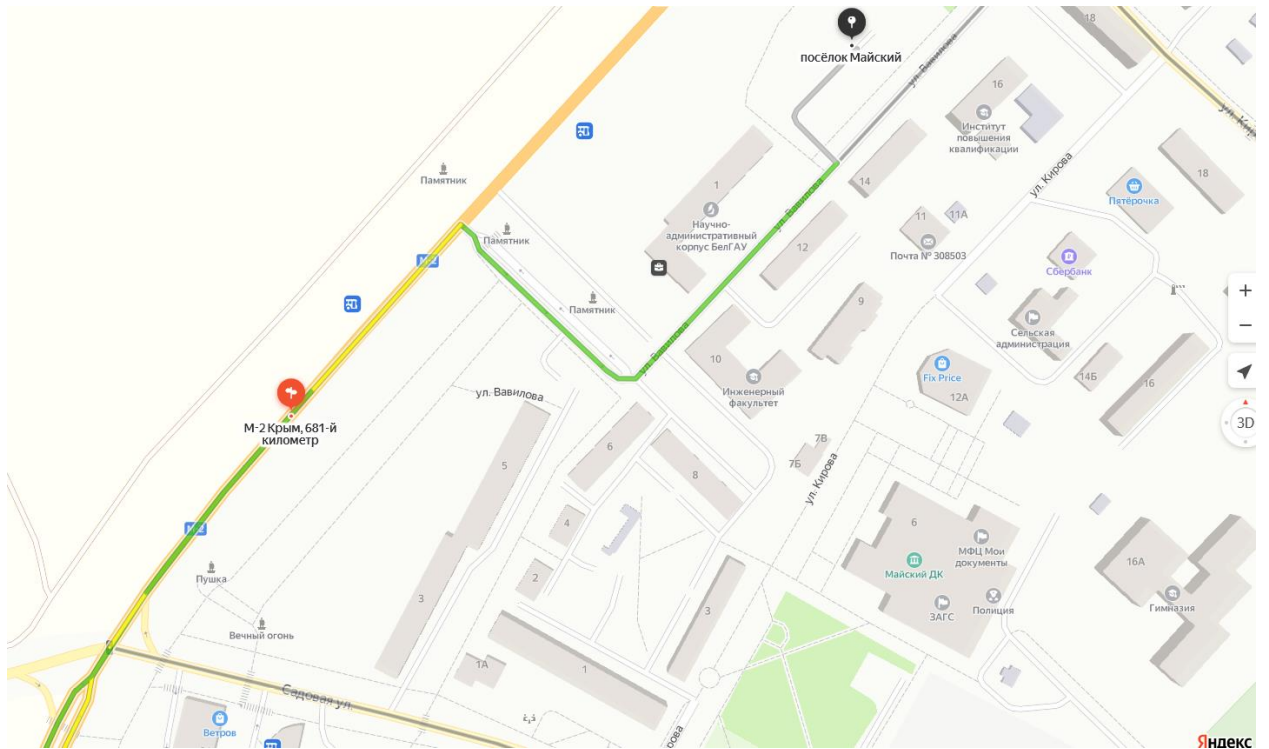 18
посёлок Майский
ул. Вавилова
16
Институт
повышения
квалификации
ул. Кирова
Памятник
1
14
18
Пятёрочка
Научно-
административный
корпус БелГАУ
ул. Вавилова
11
11А
Памятник
12
Почта № 308503
Сбербанк
Памятник
9
Сельская
администрация
ул. Вавилова
10
Инженерный
факультет
Fix Price
12А
14Б
16
3D
ул. Вавилова
М-2 Крым, 681-й
километр
5
6
8
7В
7Б
ул. Кирова
4
6
МФЦ Мои
документы
Майский ДК
16А
Пушка
2
ЗАГС
Полиция
Гимназия
3
3
Вечный огонь
1А
1
Садовая ул.
Ветров
Яндекс